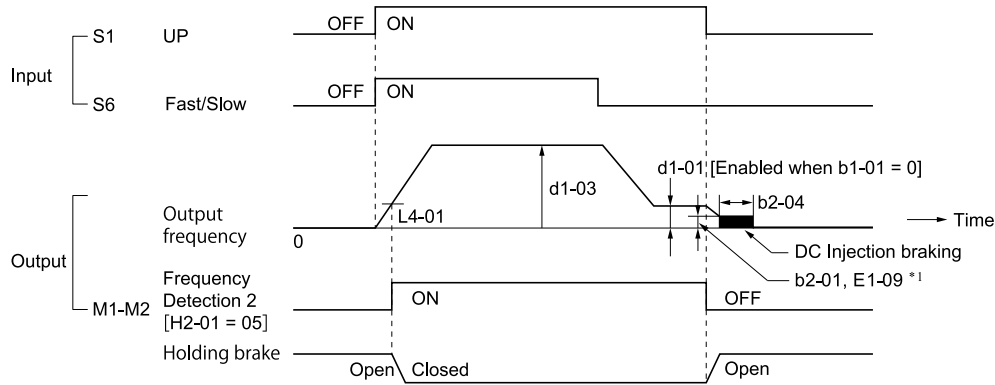 Input
S1 UP OFF ON
S6 Fast/Slow OFF ON
d1-01 [Enabled when b1-01 = 0]
d1-03
b2-04
L4-01
Output
Output
frequency
0
Time
DC Injection braking
b2-01, E1-09 *1
M1-M2
Frequency
Detection 2
[H2-01 = 05]
ON OFF
Holding brake
Open Closed Open